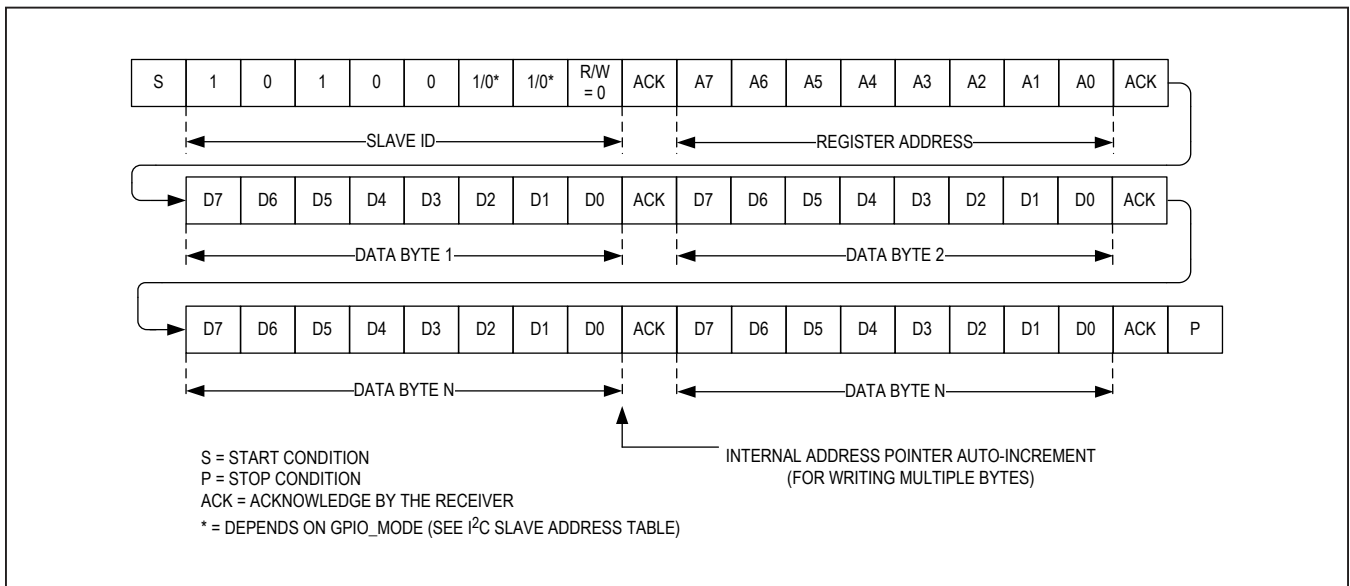 S 1 0 1 0 0 1/0* 1/0* R/W = 0 ACK A7 A6 A5 A4 A3 A2 A1 A0 ACK
SLAVE ID REGISTER ADDRESS
D7 D6 D5 D4 D3 D2 D1 D0 ACK D7 D6 D5 D4 D3 D2 D1 D0 ACK
DATA BYTE 1 DATA BYTE 2
D7 D6 D5 D4 D3 D2 D1 D0 ACK D7 D6 D5 D4 D3 D2 D1 D0 ACK P
DATA BYTE N DATA BYTE N
INTERNAL ADDRESS POINTER AUTO-INCREMENT
(FOR WRITING MULTIPLE BYTES)
S = START CONDITION
P = STOP CONDITION
ACK = ACKNOWLEDGE BY THE RECEIVER
* = DEPENDS ON GPIO_MODE (SEE I²C SLAVE ADDRESS TABLE)